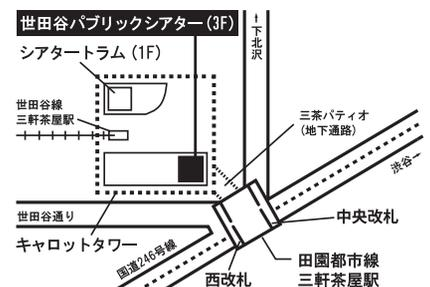 世田谷パブリックシアター(3F)
シアタートラム(1F)
↑下北沢
世田谷線
三軒茶屋駅
三茶パティオ
(地下通路)
渋谷→
世田谷通り
中央改札
キャロットタワー
国道246号線
田園都市線
三軒茶屋駅
西改札